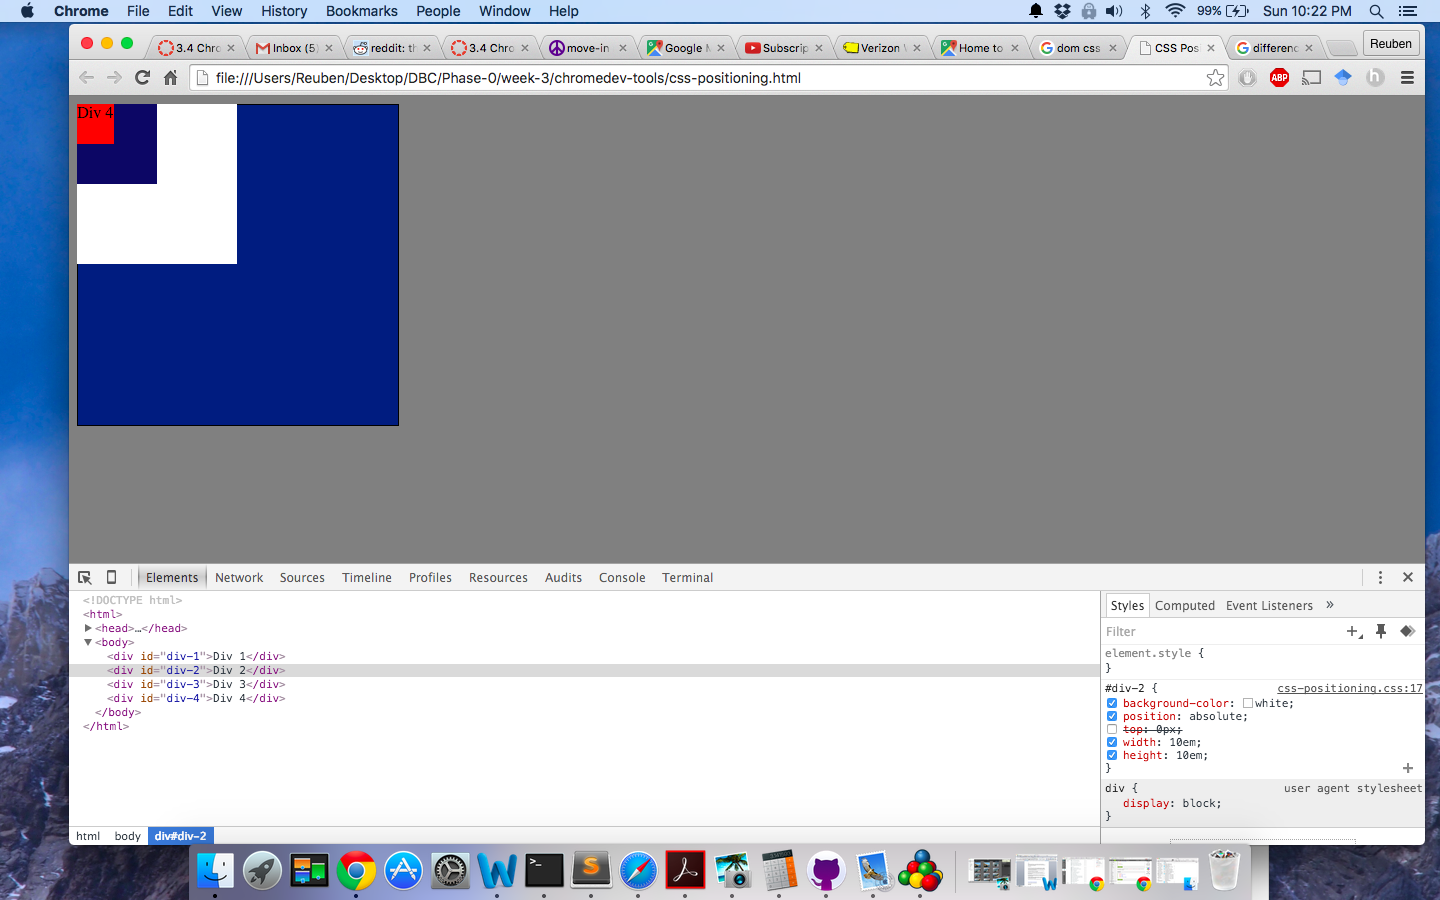 Chrome File Edit View History Bookmarks People Window Help 99% Sun 10:22 PM
3.4 Chro Inbox (5) reddit: th 3.4 Chro move-in Google M Subscrip Verizon Home to dom css CSS Pos differenc Reuben
file:///Users/Reuben/Desktop/DBC/Phase-0/week-3/chromedev-tools/css-positioning.html ABP h
Div 4
Elements Network Sources Timeline Profiles Resources Audits Console Terminal
<!DOCTYPE html>
<html>
<head>…</head>
<body>
<div id="div-1">Div 1</div>
<div id="div-2">Div 2</div>
<div id="div-3">Div 3</div>
<div id="div-4">Div 4</div>
</body>
</html>
html body div#div-2
Styles Computed Event Listeners »
Filter
element.style {
}
#div-2 { css-positioning.css:17
background-color: white;
position: absolute;
top: 0px;
width: 10em;
height: 10em;
}
div { user agent stylesheet
display: block;
}